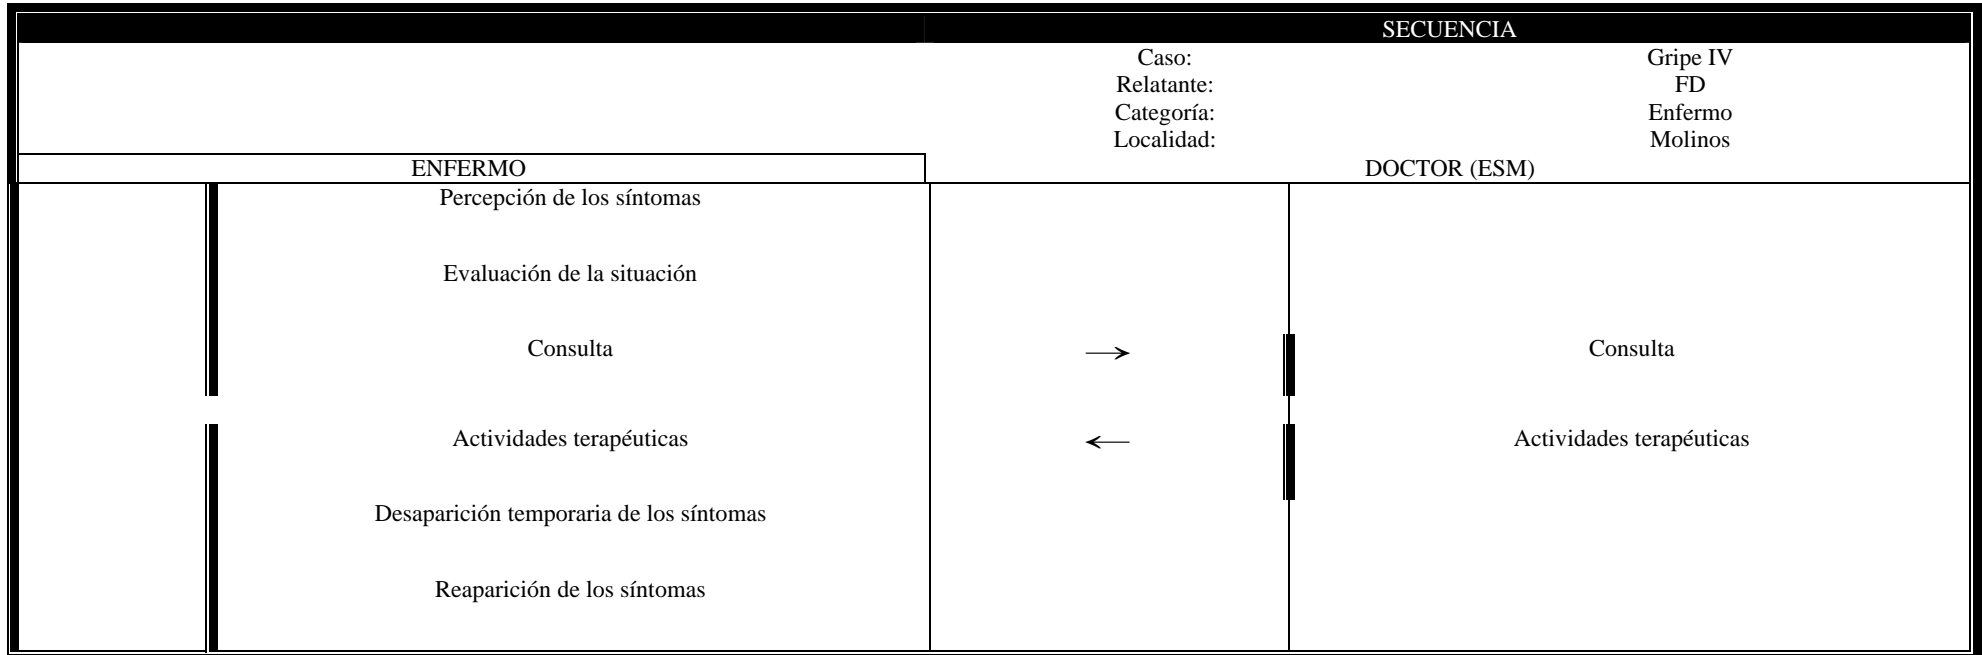 SECUENCIA
Caso: Gripe IV
Relatante: FD
Categoría: Enfermo
Localidad: Molinos
ENFERMO DOCTOR (ESM)
Percepción de los síntomas
Evaluación de la situación
Consulta → Consulta
Actividades terapéuticas ← Actividades terapéuticas
Desaparición temporaria de los síntomas
Reaparición de los síntomas